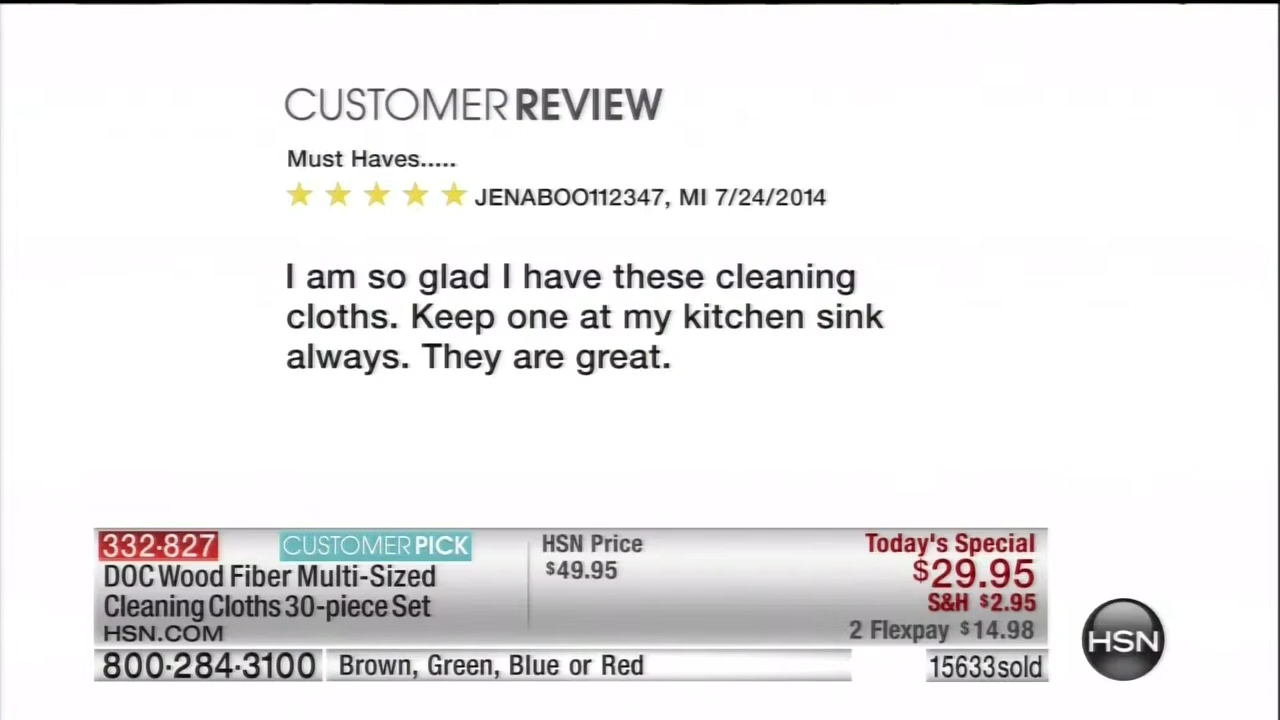 CUSTOMER REVIEW
Must Haves.....
JENABOO112347, MI 7/24/2014
I am so glad I have these cleaning
cloths. Keep one at my kitchen sink
always. They are great.
332-827 CUSTOMER PICK
DOC Wood Fiber Multi-Sized
Cleaning Cloths 30-piece Set
HSN.COM
HSN Price
$49.95
Today's Special
$29.95
S&H $2.95
2 Flexpay $14.98
800-284-3100 Brown, Green, Blue or Red 15633sold
HSN